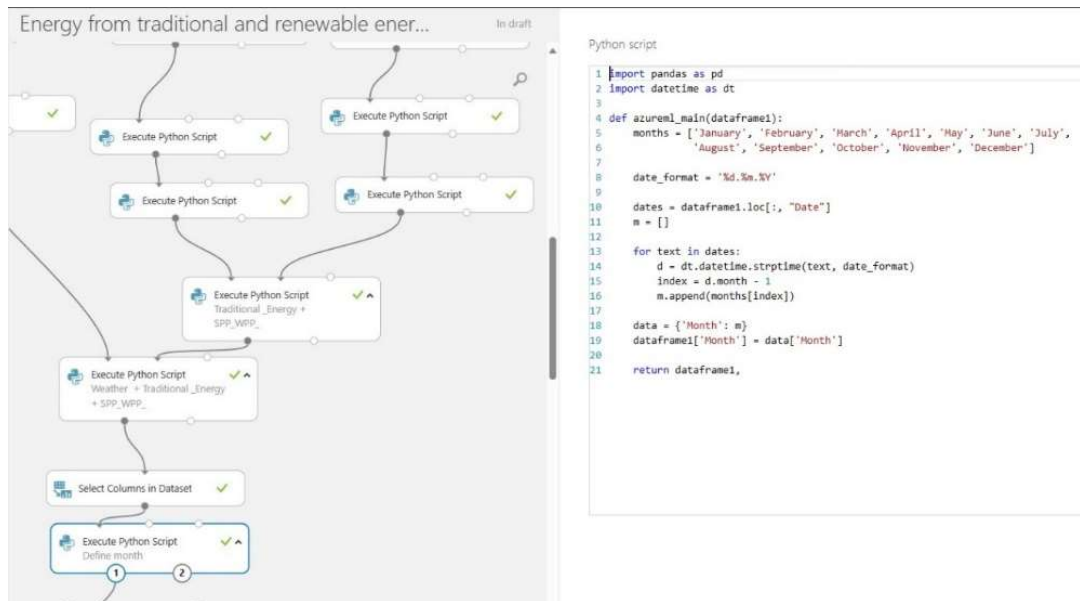 Energy from traditional and renewable ener...
In draft
Execute Python Script
Execute Python Script
Execute Python Script
Execute Python Script
Execute Python Script
Traditional _Energy +
SPP_WPP_
Execute Python Script
Weather + Traditional _Energy
+ SPP_WPP_
Select Columns in Dataset
Execute Python Script
Define month
1
2
Python script
1 import pandas as pd
2 import datetime as dt
3
4 def azureml_main(dataframe1):
5     months = ['January', 'February', 'March', 'April', 'May', 'June', 'July',
6             'August', 'September', 'October', 'November', 'December']
7
8     date_format = '%d.%m.%Y'
9
10     dates = dataframe1.loc[:, "Date"]
11     m = []
12
13     for text in dates:
14         d = dt.datetime.strptime(text, date_format)
15         index = d.month - 1
16         m.append(months[index])
17
18     data = {'Month': m}
19     dataframe1['Month'] = data['Month']
20
21     return dataframe1,